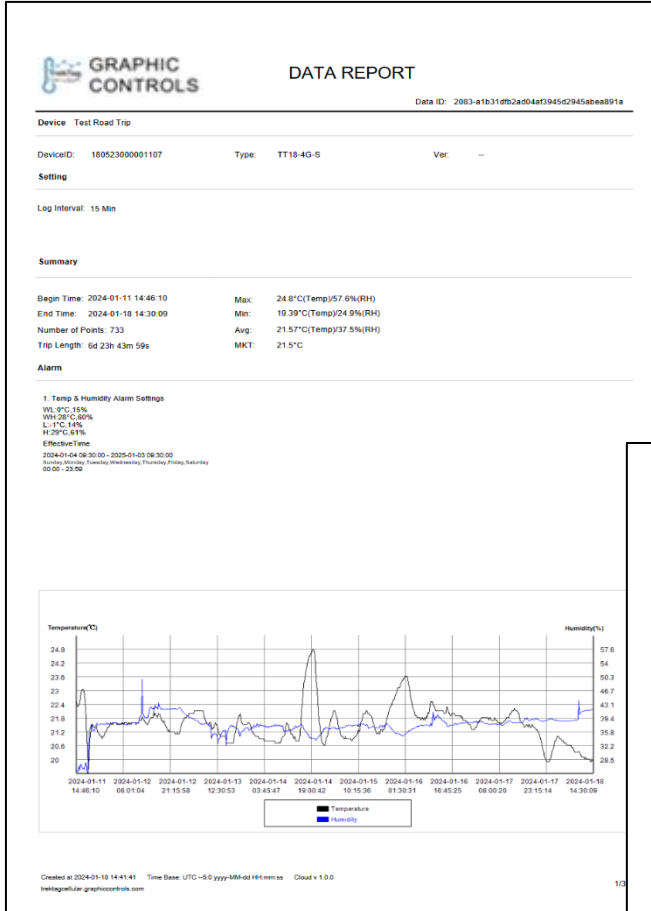 TrekTag GRAPHIC CONTROLS
DATA REPORT
Data ID: 2083-a1b31dfb2ad04af3945d2945abea891a
Device Test Road Trip
DeviceID: 180523000001107 Type: TT18-4G-S Ver: --
Setting
Log Interval: 15 Min
Summary
Begin Time: 2024-01-11 14:46:10 Max: 24.8°C(Temp)/57.6%(RH)
End Time: 2024-01-18 14:30:09 Min: 19.39°C(Temp)/24.9%(RH)
Number of Points: 733 Avg: 21.57°C(Temp)/37.5%(RH)
Trip Length: 6d 23h 43m 59s MKT: 21.5°C
Alarm
1. Temp & Humidity Alarm Settings
WL:0°C,15%
WH:28°C,60%
L:-1°C,14%
H:29°C,61%
EffectiveTime
2024-01-04 09:30:00 - 2025-01-03 09:30:00
Sunday,Monday,Tuesday,Wednesday,Thursday,Friday,Saturday
00:00 - 23:59
Temperature(℃) Humidity(%)
24.8 57.6
24.2 54
23.6 50.3
23 46.7
22.4 43.1
21.8 39.4
21.2 35.8
20.6 32.2
20 28.5
2024-01-11 2024-01-12 2024-01-12 2024-01-13 2024-01-14 2024-01-14 2024-01-15 2024-01-16 2024-01-16 2024-01-17 2024-01-17 2024-01-18
14:46:10 06:01:04 21:15:58 12:30:53 03:45:47 19:00:42 10:15:36 01:30:31 16:45:25 08:00:20 23:15:14 14:30:09
Temperature
Humidity
Created at 2024-01-18 14:41:41 Time Base: UTC --5:0 yyyy-MM-dd HH:mm:ss Cloud v 1.0.0
trektagcellular.graphiccontrols.com
1/3